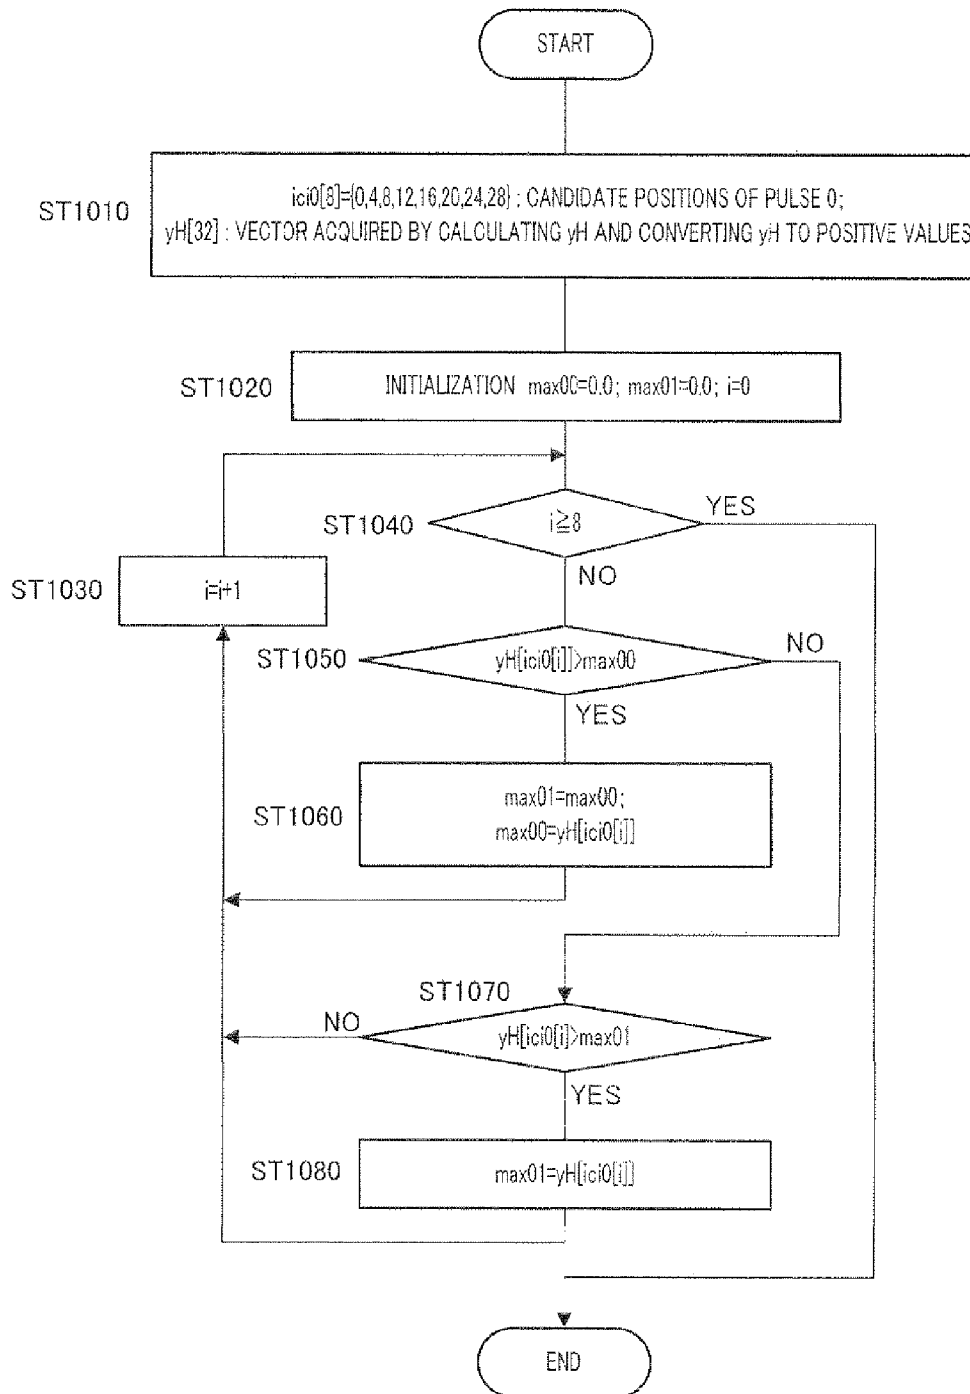 START
ST1010
ici0[8]={0,4,8,12,16,20,24,28} ; CANDIDATE POSITIONS OF PULSE 0;
yH[32] : VECTOR ACQUIRED BY CALCULATING yH AND CONVERTING yH TO POSITIVE VALUES
ST1020
INITIALIZATION max00=0.0; max01=0.0; i=0
ST1040
i≧8
YES
NO
ST1030
i=i+1
ST1050
yH[ici0[i]]>max00
NO
YES
ST1060
max01=max00;
max00=yH[ici0[i]]
ST1070
NO
yH[ici0[i]>max01
YES
ST1080
max01=yH[ici0[i]]
END